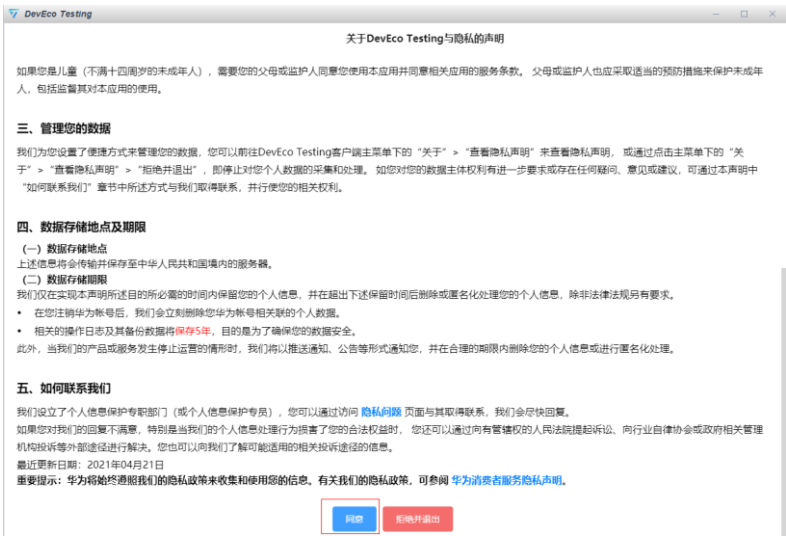 DevEco Testing
关于DevEco Testing与隐私的声明
如果您是儿童（不满十四周岁的未成年人），需要您的父母或监护人同意您使用本应用并同意相关应用的服务条款。 父母或监护人也应采取适当的预防措施来保护未成年
人，包括监督其对本应用的使用。
三、管理您的数据
我们为您设置了便捷方式来管理您的数据，您可以前往DevEco Testing客户端主菜单下的“关于”>“查看隐私声明”来查看隐私声明， 或通过点击主菜单下的“关
于”>“查看隐私声明”>“拒绝并退出”，即停止对您个人数据的采集和处理。 如您对您的数据主体权利有进一步要求或存在任何疑问、意见或建议，可通过本声明中
“如何联系我们”章节中所述方式与我们取得联系，并行使您的相关权利。
四、数据存储地点及期限
（一）数据存储地点
上述信息将会传输并保存至中华人民共和国境内的服务器。
（二）数据存储期限
我们仅在实现本声明所述目的所必需的时间内保留您的个人信息，并在超出下述保留时间后删除或匿名化处理您的个人信息，除非法律法规另有要求。
• 在您注销华为帐号后，我们会立刻删除您华为帐号相关联的个人数据。
• 相关的操作日志及其备份数据将保存5年，目的是为了确保您的数据安全。
此外，当我们的产品或服务发生停止运营的情形时，我们将以推送通知、公告等形式通知您，并在合理的期限内删除您的个人信息或进行匿名化处理。
五、如何联系我们
我们设立了个人信息保护专职部门（或个人信息保护专员），您可以通过访问 隐私问题 页面与其取得联系，我们会尽快回复。
如果您对我们的回复不满意，特别是当我们的个人信息处理行为损害了您的合法权益时， 您还可以通过向有管辖权的人民法院提起诉讼、向行业自律协会或政府相关管理
机构投诉等外部途径进行解决。您也可以向我们了解可能适用的相关投诉途径的信息。
最近更新日期：2021年04月21日
重要提示：华为将始终遵照我们的隐私政策来收集和使用您的信息。有关我们的隐私政策，可参阅 华为消费者服务隐私声明。
同意 拒绝并退出